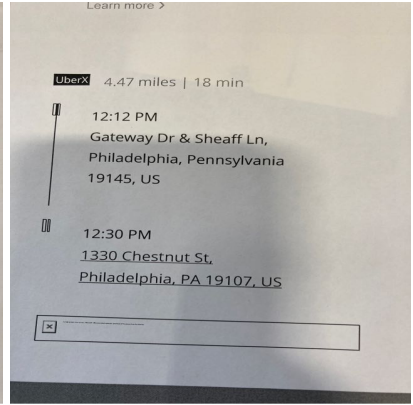 Learn more >
UberX 4.47 miles | 18 min
12:12 PM
Gateway Dr & Sheaff Ln,
Philadelphia, Pennsylvania
19145, US
12:30 PM
1330 Chestnut St,
Philadelphia, PA 19107, US